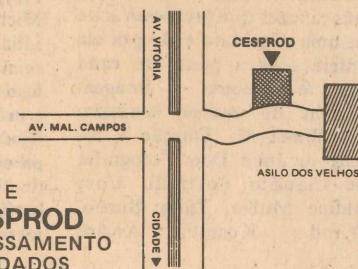 AV. VITÓRIA
CESPROD
AV. MAL. CAMPOS
ASILO DOS VELHOS
CIDADE
E
SPROD
SSAMENTO
DADOS